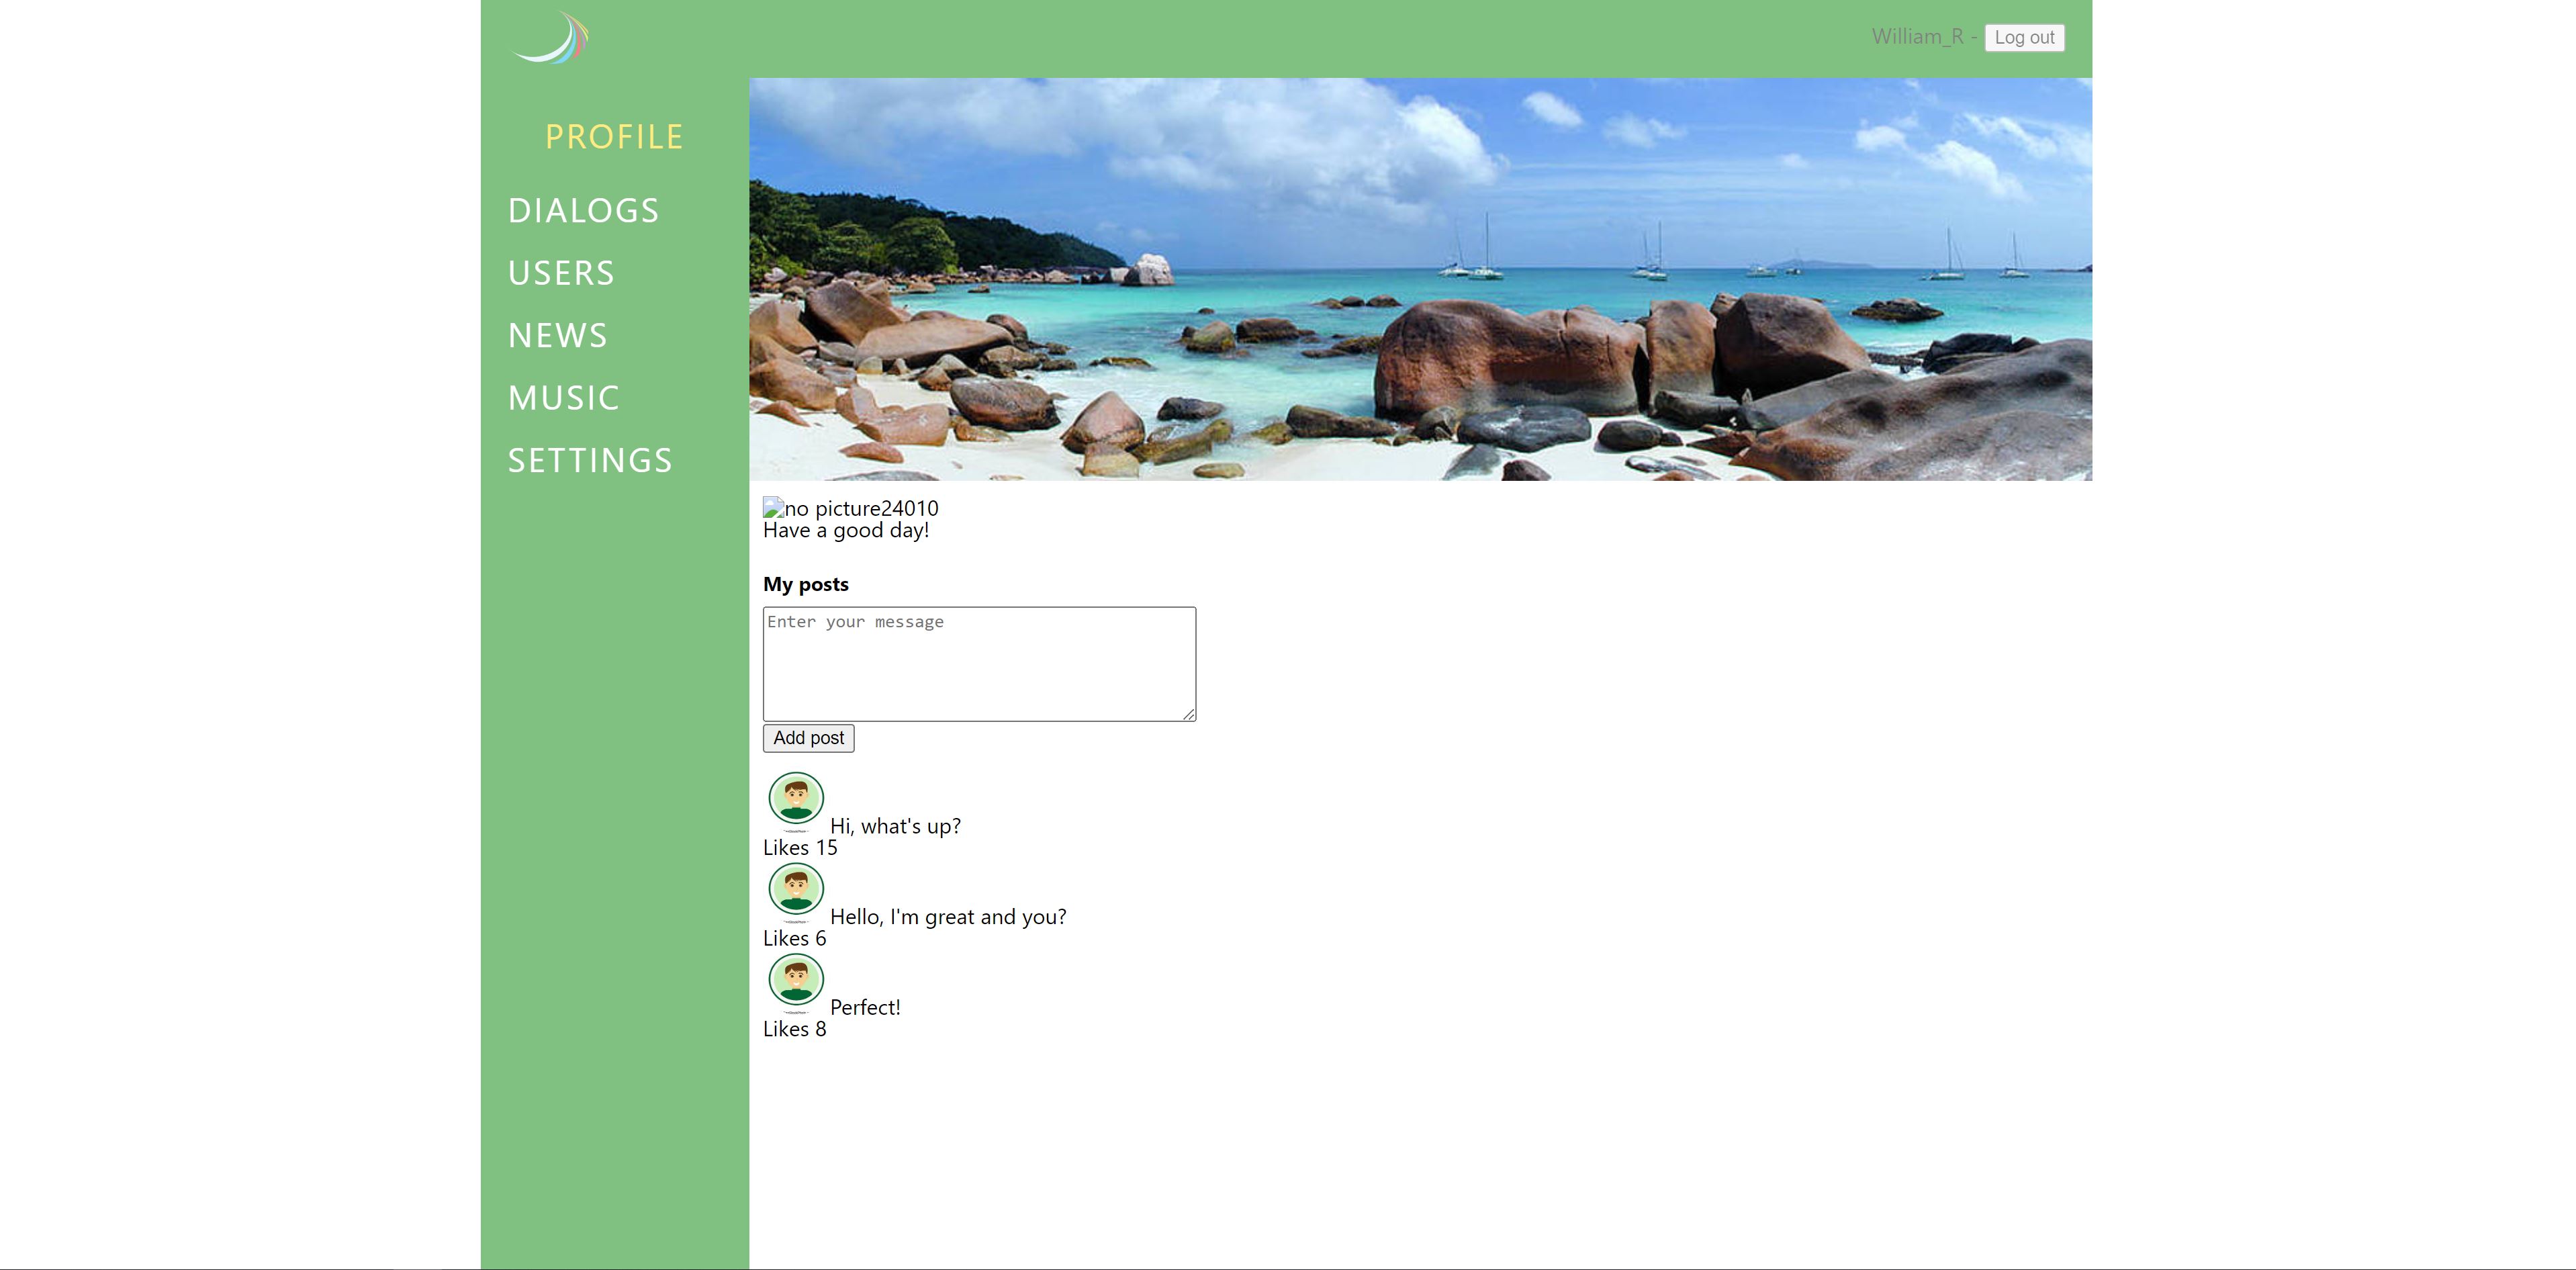 William_R - Log out
PROFILE
DIALOGS
USERS
NEWS
MUSIC
SETTINGS
no picture24010
Have a good day!
My posts
Enter your message
Add post
Hi, what's up?
Likes 15
Hello, I'm great and you?
Likes 6
Perfect!
Likes 8